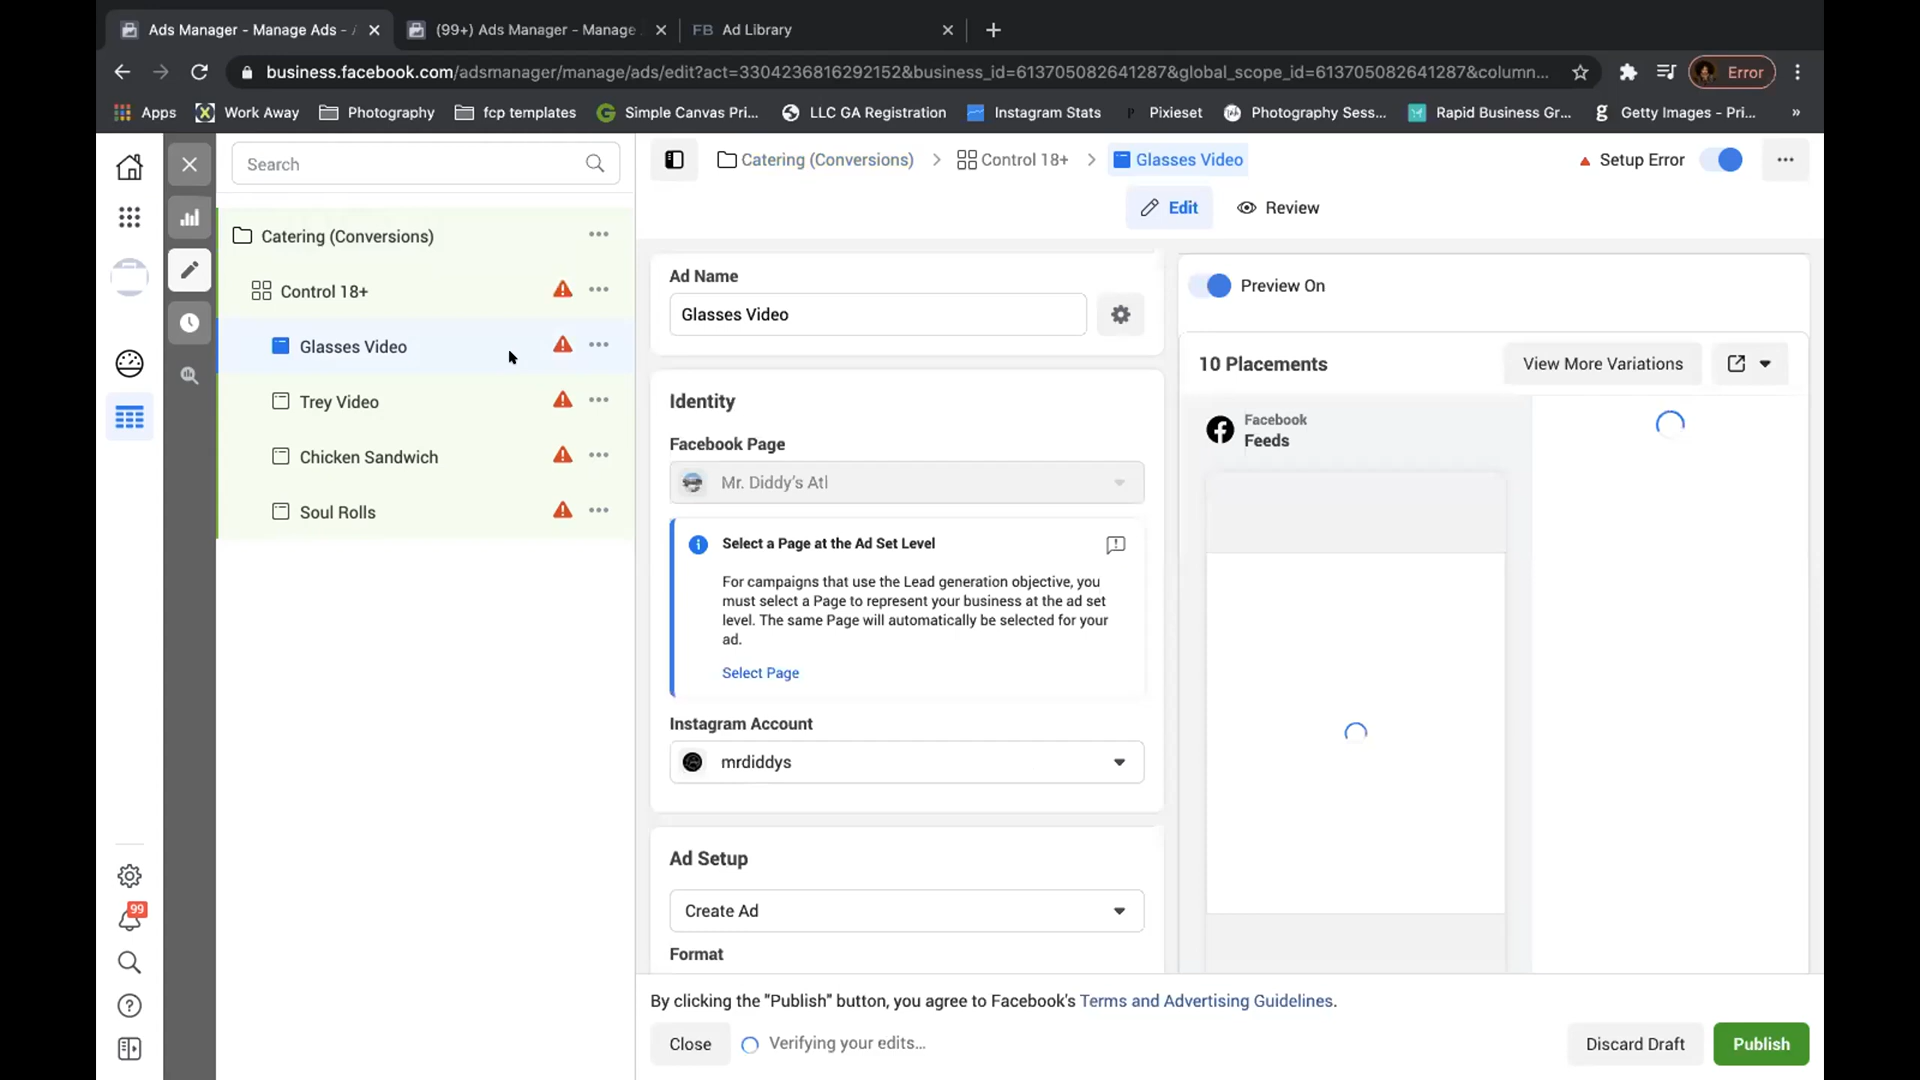 Ads Manager - Manage Ads -
(99+) Ads Manager - Manage
FB Ad Library
business.facebook.com/adsmanager/manage/ads/edit?act=3304236816292152&business_id=613705082641287&global_scope_id=613705082641287&column...
Error
Apps
Work Away
Photography
fcp templates
Simple Canvas Pri...
LLC GA Registration
Instagram Stats
Pixieset
Photography Sess...
Rapid Business Gr...
Getty Images - Pri...
»
Search
Catering (Conversions)
Control 18+
Glasses Video
Trey Video
Chicken Sandwich
Soul Rolls
99
Catering (Conversions)
Control 18+
Glasses Video
Setup Error
Edit
Review
Ad Name
Glasses Video
Identity
Facebook Page
Mr. Diddy's Atl
Select a Page at the Ad Set Level
For campaigns that use the Lead generation objective, you
must select a Page to represent your business at the ad set
level. The same Page will automatically be selected for your
ad.
Select Page
Instagram Account
mrdiddys
Ad Setup
Create Ad
Format
Preview On
10 Placements
View More Variations
Facebook
Feeds
By clicking the "Publish" button, you agree to Facebook's Terms and Advertising Guidelines.
Close
Verifying your edits...
Discard Draft
Publish